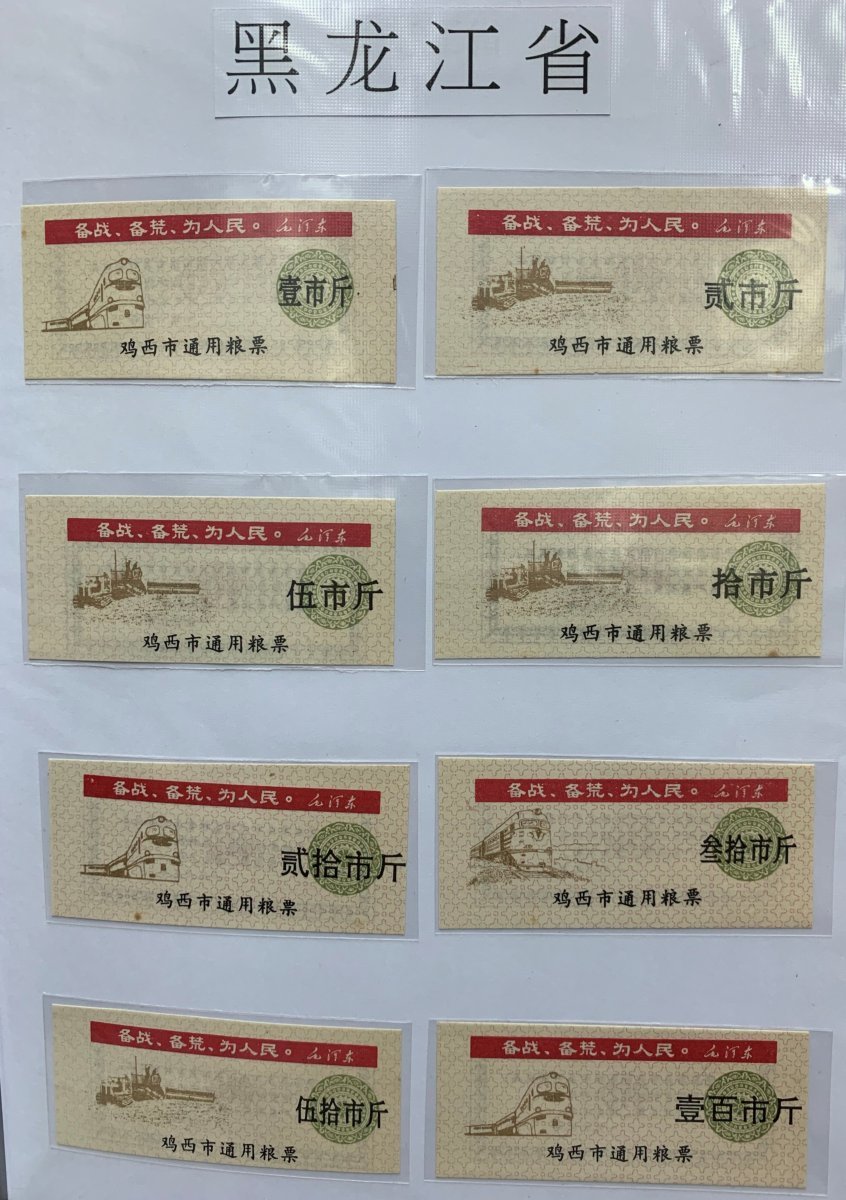 黑龙江省
备战、备荒、为人民。毛泽东
壹市斤
鸡西市通用粮票
备战、备荒、为人民。毛泽东
贰市斤
鸡西市通用粮票
备战、备荒、为人民。毛泽东
伍市斤
鸡西市通用粮票
备战、备荒、为人民。毛泽东
拾市斤
鸡西市通用粮票
备战、备荒、为人民。毛泽东
贰拾市斤
鸡西市通用粮票
备战、备荒、为人民。毛泽东
叁拾市斤
鸡西市通用粮票
备战、备荒、为人民。毛泽东
伍拾市斤
鸡西市通用粮票
备战、备荒、为人民。毛泽东
壹百市斤
鸡西市通用粮票